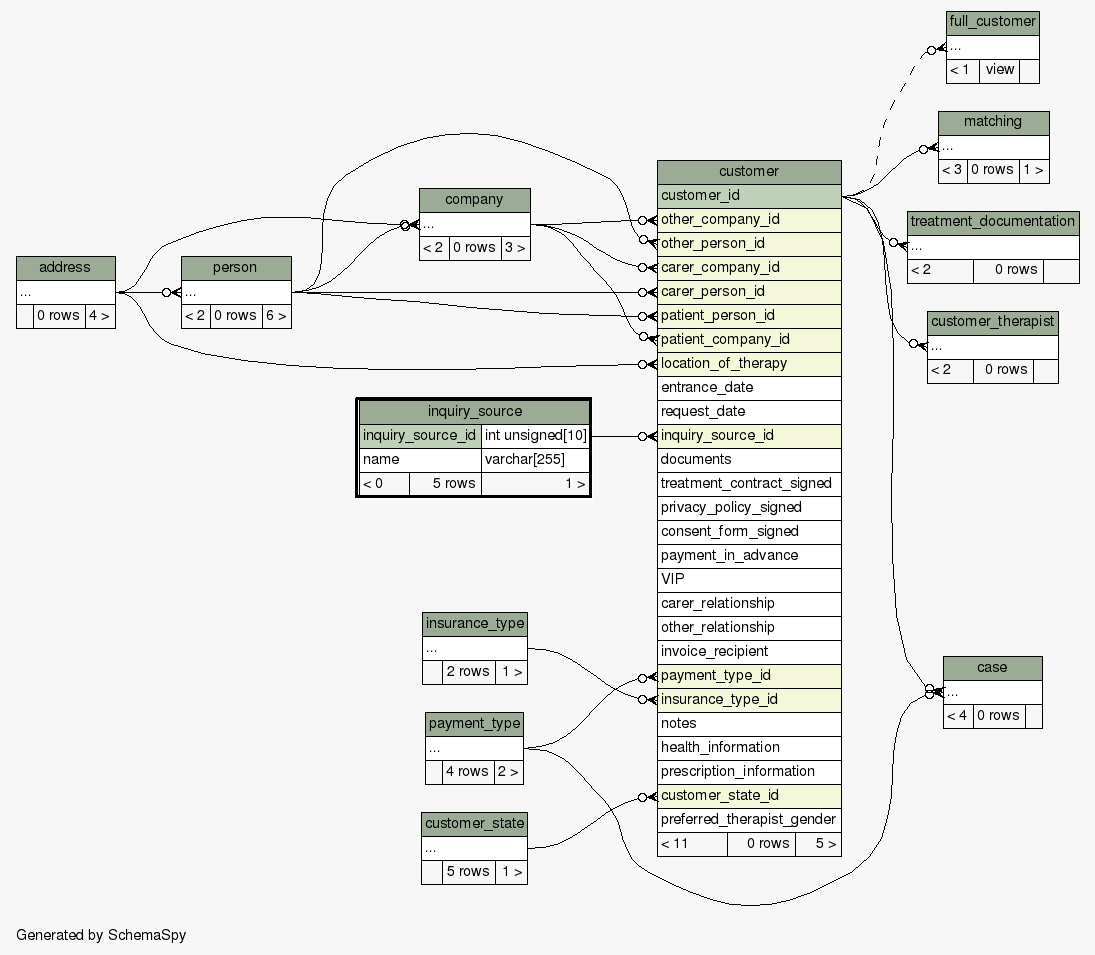 full_customer
...
< 1 view
matching
...
< 3 0 rows 1 >
customer
customer_id
other_company_id
other_person_id
carer_company_id
carer_person_id
patient_person_id
patient_company_id
location_of_therapy
entrance_date
request_date
inquiry_source_id
documents
treatment_contract_signed
privacy_policy_signed
consent_form_signed
payment_in_advance
VIP
carer_relationship
other_relationship
invoice_recipient
payment_type_id
insurance_type_id
notes
health_information
prescription_information
customer_state_id
preferred_therapist_gender
< 11 0 rows 5 >
company
...
< 2 0 rows 3 >
treatment_documentation
...
< 2 0 rows
address
...
0 rows 4 >
person
...
< 2 0 rows 6 >
customer_therapist
...
< 2 0 rows
inquiry_source
inquiry_source_id int unsigned[10]
name varchar[255]
< 0 5 rows 1 >
insurance_type
...
2 rows 1 >
case
...
< 4 0 rows
payment_type
...
4 rows 2 >
customer_state
...
5 rows 1 >
Generated by SchemaSpy